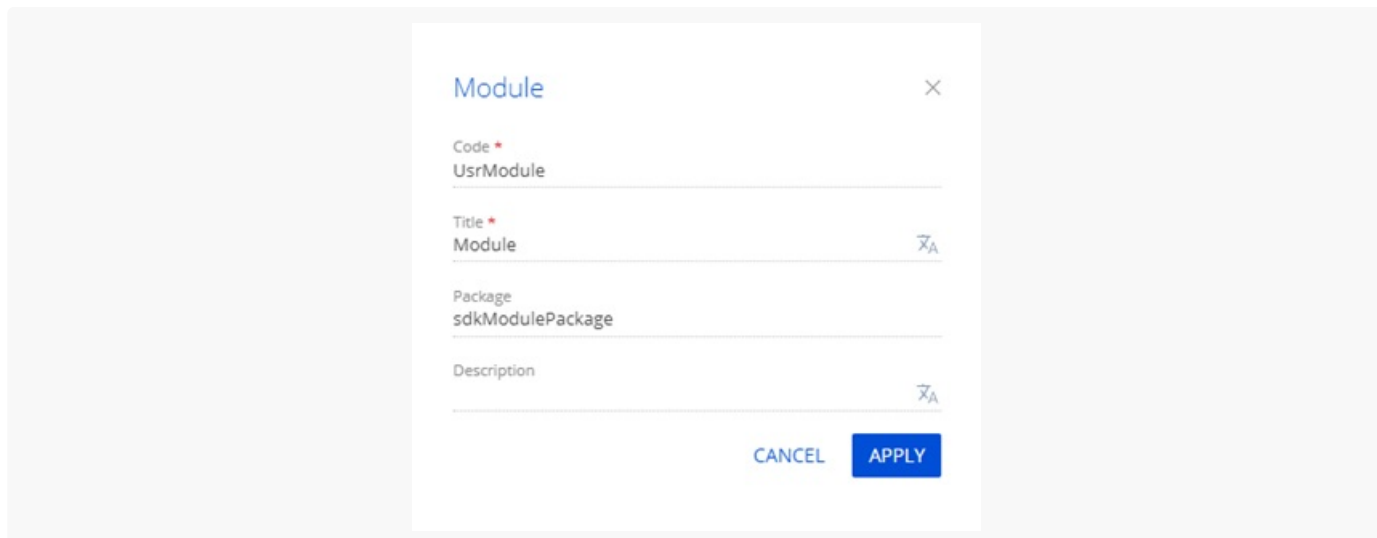 Module
Code *
UsrModule
Title *
Module
Package
sdkModulePackage
Description
CANCEL APPLY